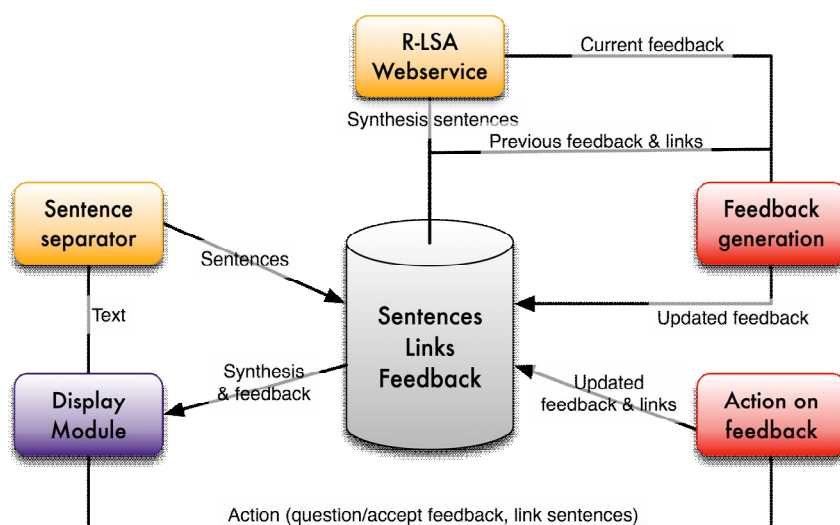 R-LSA
Webservice
Current feedback
Synthesis sentences
Previous feedback & links
Sentence
separator
Feedback
generation
Sentences
Text
Sentences
Links
Feedback
Updated feedback
Synthesis
& feedback
Updated
feedback & links
Display
Module
Action on
feedback
Action (question/accept feedback, link sentences)